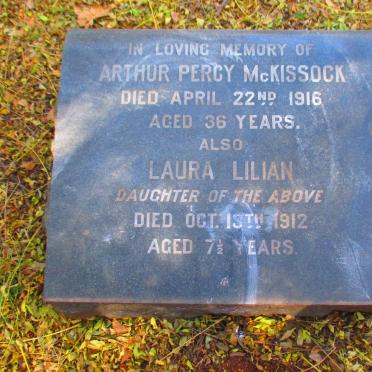 IN LOVING MEMORY OF
ARTHUR PERCY McKISSOCK
DIED APRIL 22ND 1916
AGED 36 YEARS.
ALSO
LAURA LILIAN
DAUGHTER OF THE ABOVE
DIED OCT. 13TH 1912
AGED 7½ YEARS.